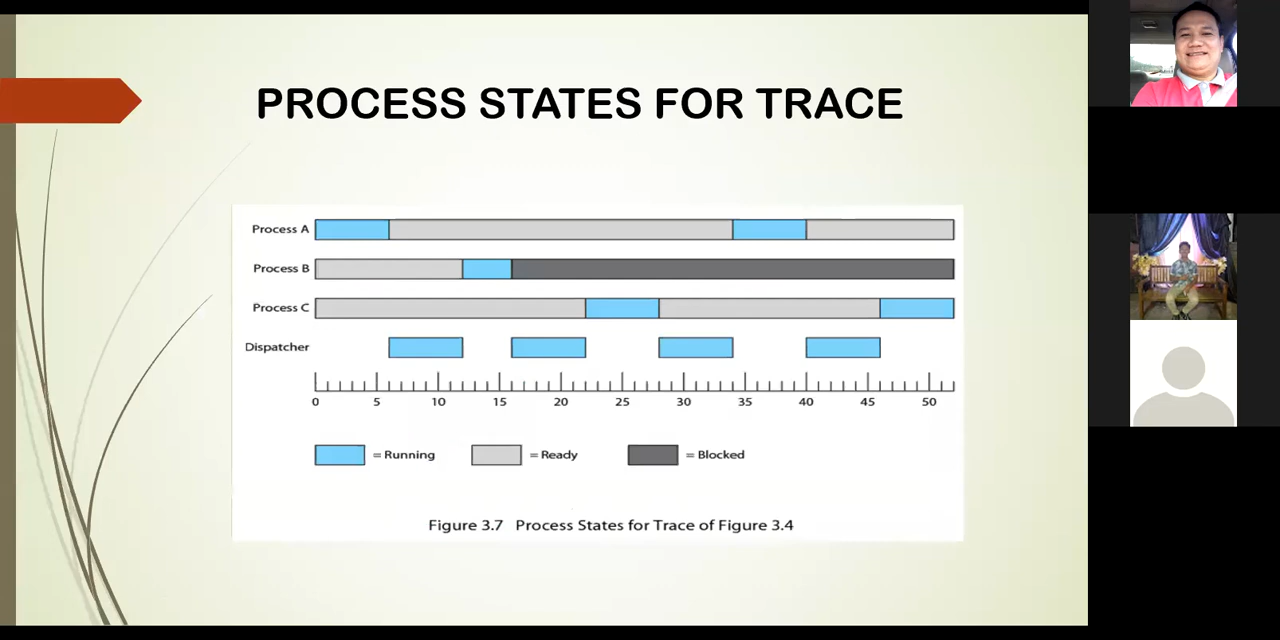 PROCESS STATES FOR TRACE
Process A
Process B
Process C
Dispatcher
0 5 10 15 20 25 30 35 40 45 50
= Running = Ready = Blocked
Figure 3.7 Process States for Trace of Figure 3.4